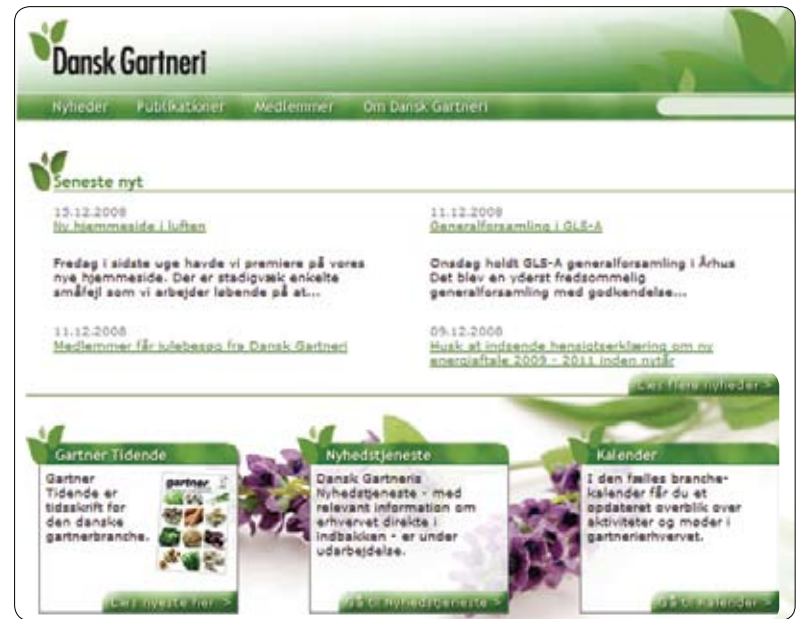 Dansk Gartneri
Nyheder Publikationer Medlemmer Om Dansk Gartneri
Seneste nyt
15.12.2008
Ny hjemmeside i luften
Fredag i sidste uge havde vi premiere på vores
nye hjemmeside. Der er stadigvæk enkelte
småfejl som vi arbejder løbende på at...
11.12.2008
Generalforsamling i GLS-A
Onsdag holdt GLS-A generalforsamling i Århus
Det blev en yderst fredsommelig
generalforsamling med godkendelse...
11.12.2008
Medlemmer får julebesøg fra Dansk Gartneri
09.12.2008
Husk at indsende hensigtserklæring om ny
energiaftale 2009 - 2011 inden nytår
Læs flere nyheder >
Gartner Tidende
Gartner
Tidende er
tidsskrift for
den danske
gartnerbranche.
gartner
Læs nyeste her >
Nyhedstjeneste
Dansk Gartneris
Nyhedstjeneste - med
relevant information om
erhvervet direkte i
indbakken - er under
udarbejdelse.
Gå til Nyhedstjeneste >
Kalender
I den fælles branche-
kalender får du et
opdateret overblik over
aktiviteter og møder i
gartnerierhvervet.
Gå til Kalender >